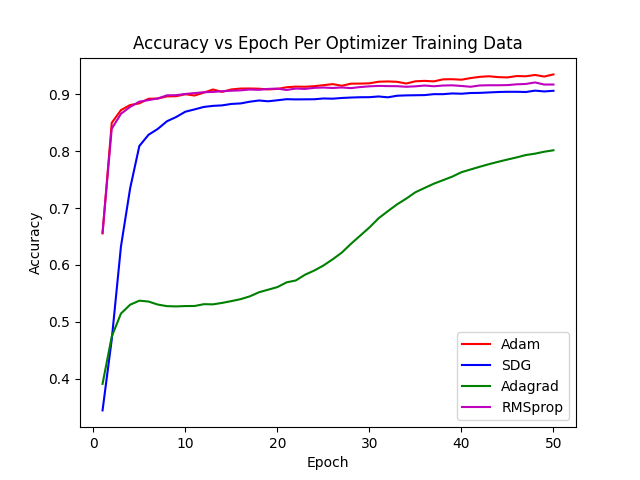 Accuracy vs Epoch Per Optimizer Training Data
Accuracy
0.9
0.8
0.7
0.6
0.5
0.4
0
10
20
30
40
50
Epoch
Adam
SDG
Adagrad
RMSprop